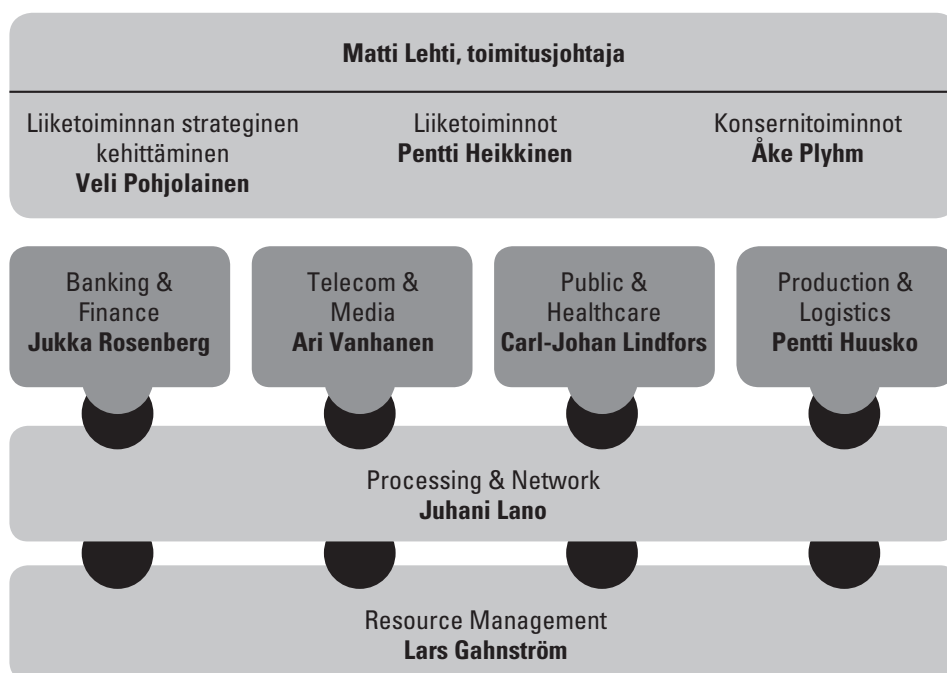 Matti Lehti, toimitusjohtaja
Liiketoiminnan strateginen
kehittäminen
Veli Pohjolainen
Liiketoiminnot
Pentti Heikkinen
Konsernitoiminnot
Åke Plyhm
Banking &
Finance
Jukka Rosenberg
Telecom &
Media
Ari Vanhanen
Public &
Healthcare
Carl-Johan Lindfors
Production &
Logistics
Pentti Huusko
Processing & Network
Juhani Lano
Resource Management
Lars Gahnström